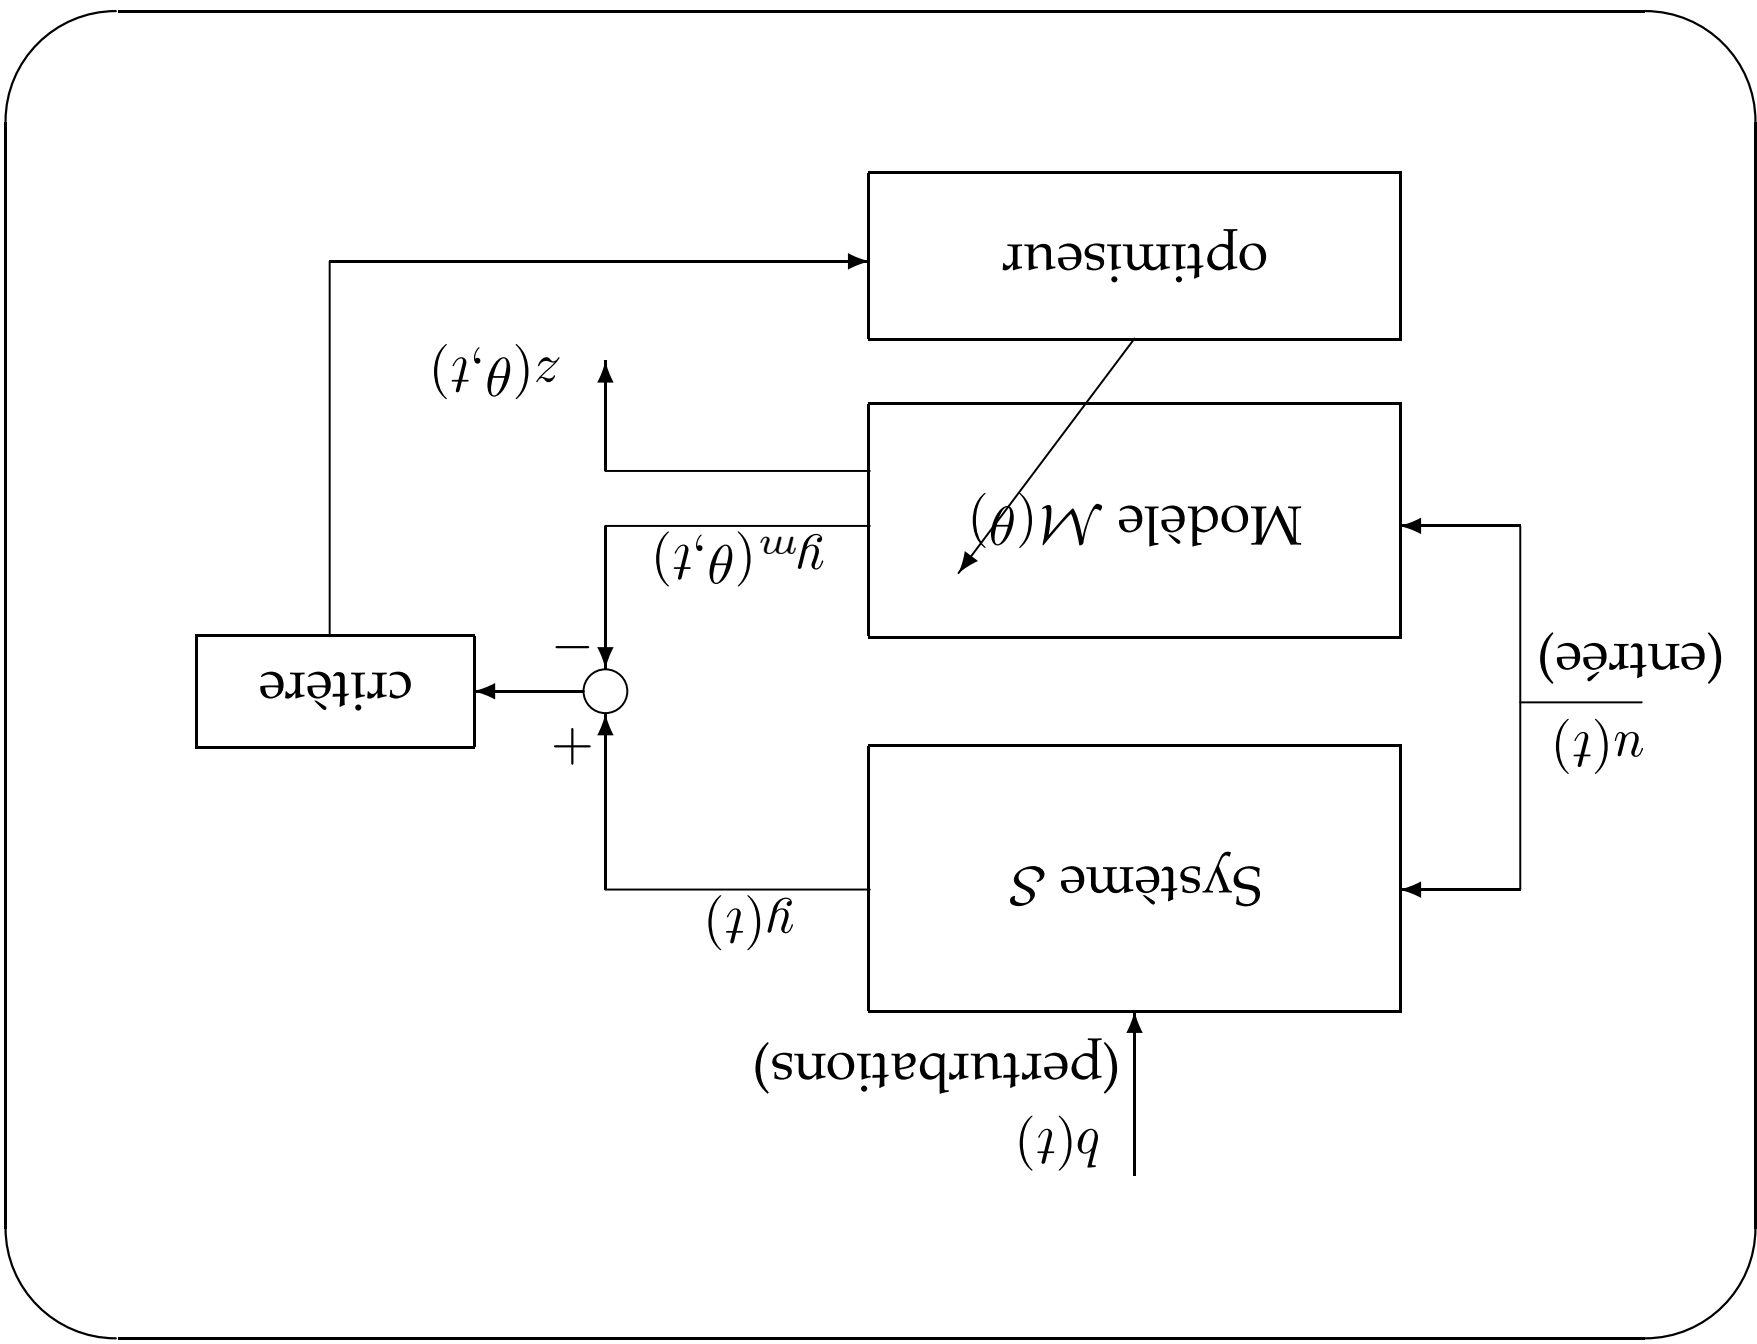 b(t)
(perturbations)
y(t)
Système 𝒮
u(t)
(entrée)
+
−
critère
y_m(θ,t)
Modèle ℳ(θ)
z(θ,t)
optimiseur